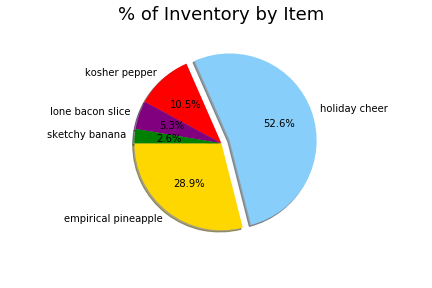 % of Inventory by Item
kosher pepper
10.5%
lone bacon slice
5.3%
sketchy banana
2.6%
holiday cheer
52.6%
28.9%
empirical pineapple